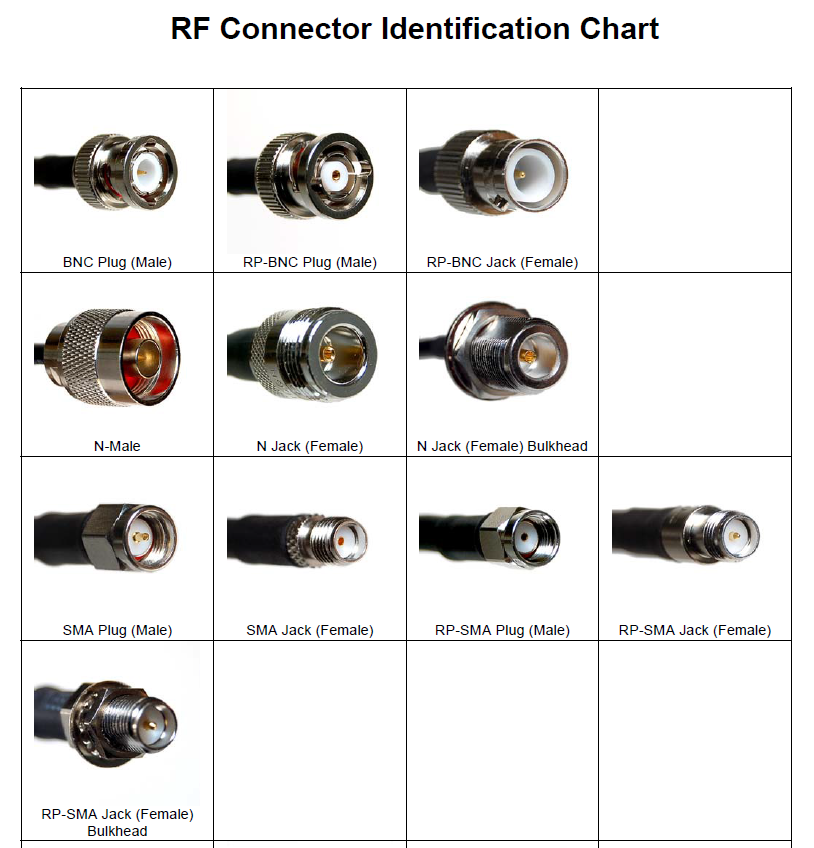 RF Connector Identification Chart
BNC Plug (Male)
RP-BNC Plug (Male)
RP-BNC Jack (Female)
N-Male
N Jack (Female)
N Jack (Female) Bulkhead
SMA Plug (Male)
SMA Jack (Female)
RP-SMA Plug (Male)
RP-SMA Jack (Female)
RP-SMA Jack (Female)
Bulkhead